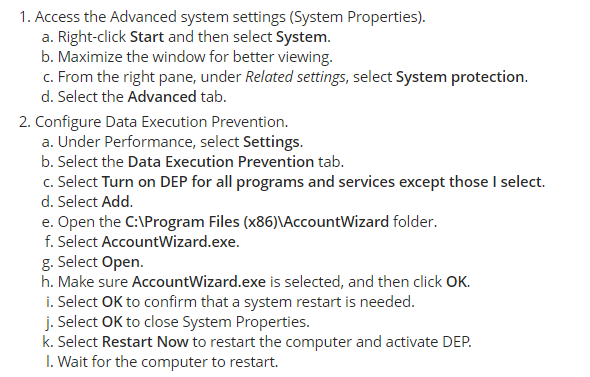 1. Access the Advanced system settings (System Properties).
a. Right-click Start and then select System.
b. Maximize the window for better viewing.
c. From the right pane, under Related settings, select System protection.
d. Select the Advanced tab.
2. Configure Data Execution Prevention.
a. Under Performance, select Settings.
b. Select the Data Execution Prevention tab.
c. Select Turn on DEP for all programs and services except those I select.
d. Select Add.
e. Open the C:\Program Files (x86)\AccountWizard folder.
f. Select AccountWizard.exe.
g. Select Open.
h. Make sure AccountWizard.exe is selected, and then click OK.
i. Select OK to confirm that a system restart is needed.
j. Select OK to close System Properties.
k. Select Restart Now to restart the computer and activate DEP.
l. Wait for the computer to restart.